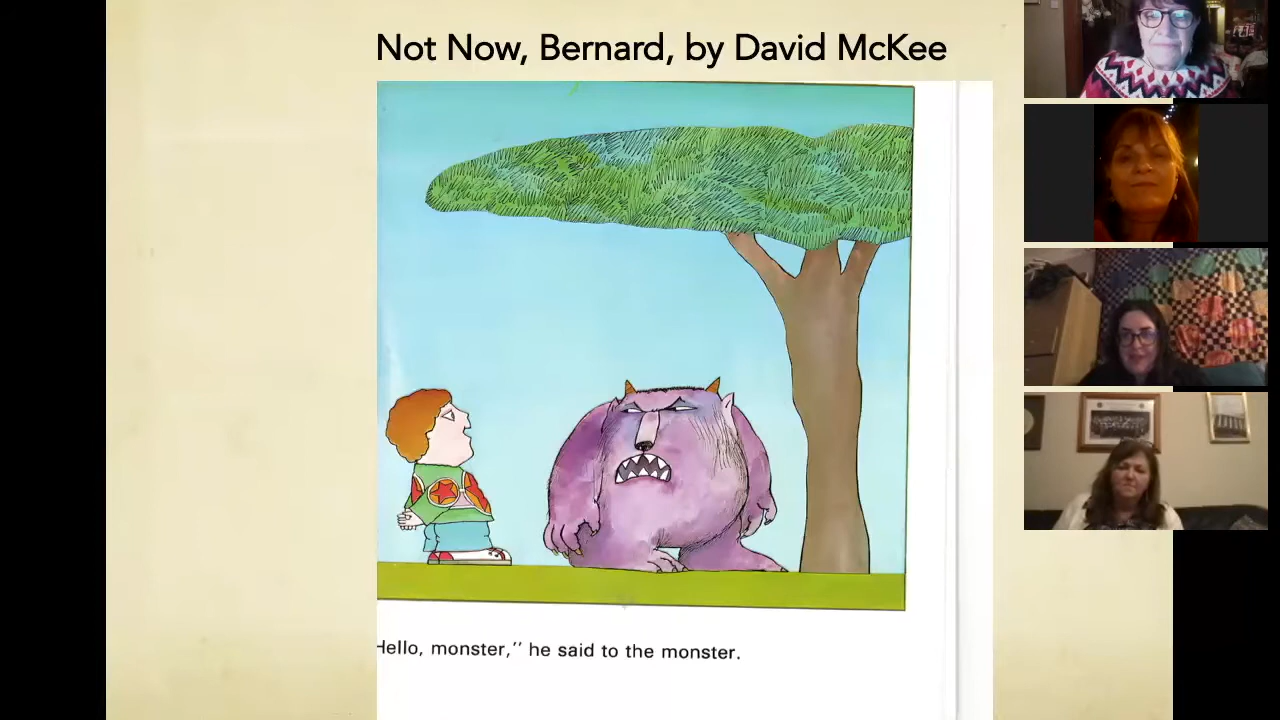 Not Now, Bernard, by David McKee
Hello, monster,” he said to the monster.